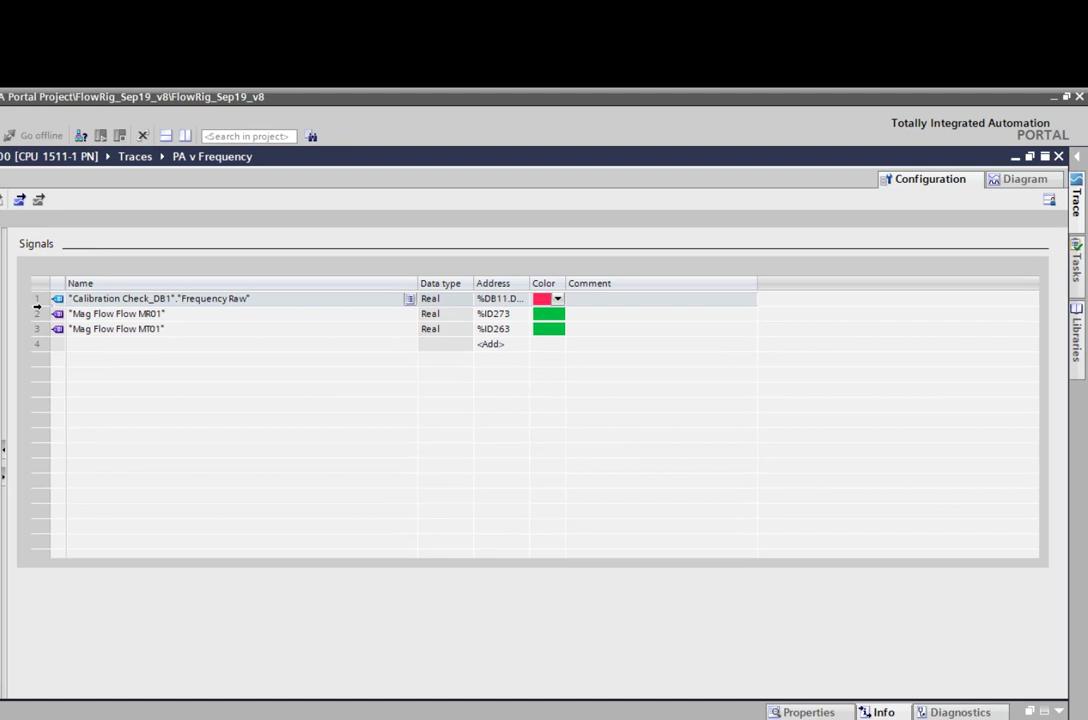 A Portal Project\FlowRig_Sep19_v8\FlowRig_Sep19_v8
Go offline
<Search in project>
Totally Integrated Automation
PORTAL
00 [CPU 1511-1 PN] Traces PA v Frequency
Configuration Diagram
Trace
Tasks
Libraries
Signals
Name Data type Address Color Comment
1 "Calibration Check_DB1"."Frequency Raw" Real %DB11.D...
2 "Mag Flow Flow MR01" Real %ID273
3 "Mag Flow Flow MT01" Real %ID263
4 <Add>
Properties Info Diagnostics